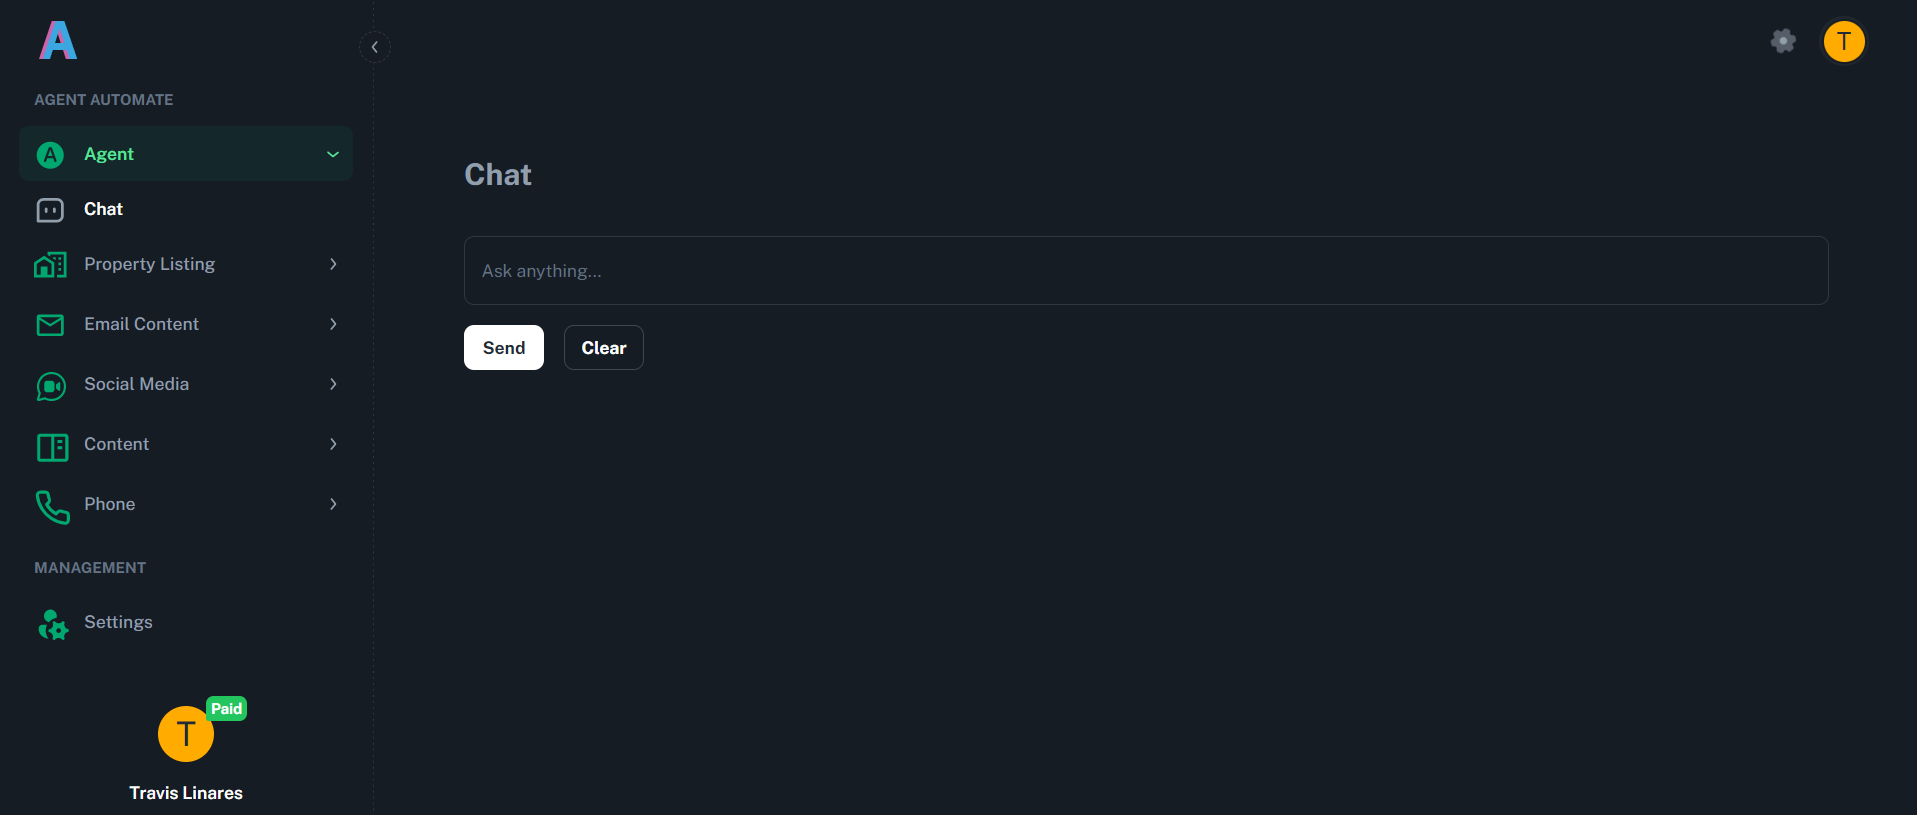 A
AGENT AUTOMATE
A
Agent
Chat
Property Listing
Email Content
Social Media
Content
Phone
MANAGEMENT
Settings
T
Paid
Travis Linares
T
Chat
Ask anything...
Send
Clear